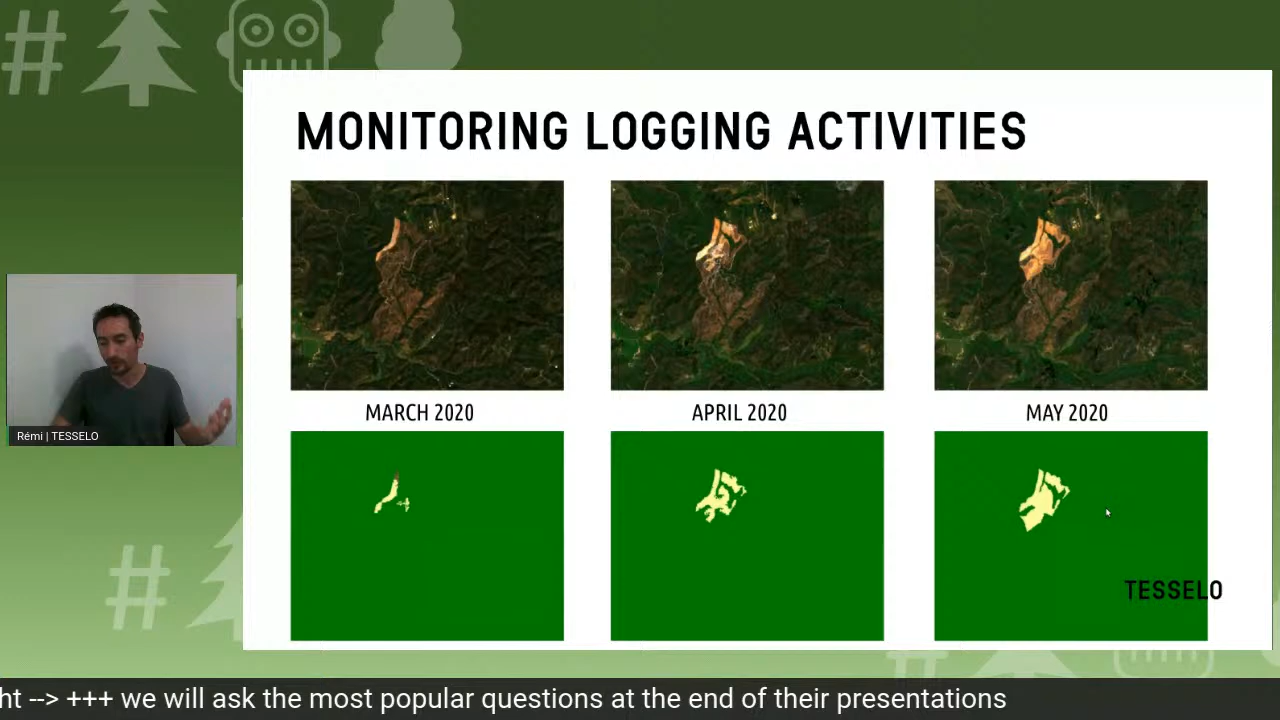 MONITORING LOGGING ACTIVITIES
MARCH 2020
APRIL 2020
MAY 2020
Rémi | TESSELO
TESSELO
ht --> +++ we will ask the most popular questions at the end of their presentations